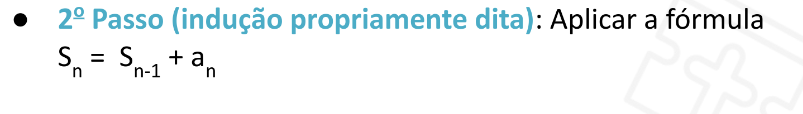 ● 2º Passo (indução propriamente dita): Aplicar a fórmula
Sₙ = Sₙ₋₁ + aₙ